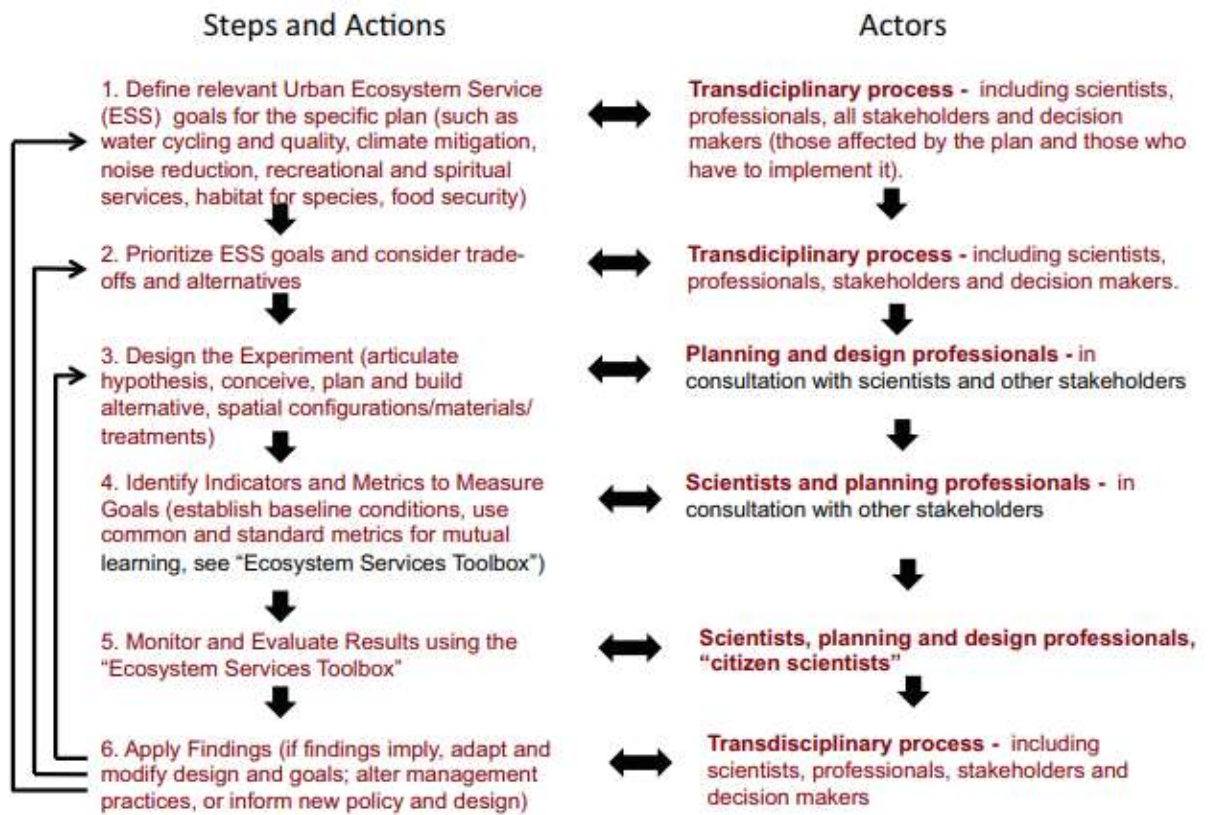 Steps and Actions
Actors
1. Define relevant Urban Ecosystem Service
(ESS)  goals for the specific plan (such as
water cycling and quality, climate mitigation,
noise reduction, recreational and spiritual
services, habitat for species, food security)
Transdiciplinary process -  including scientists,
professionals, all stakeholders and decision
makers (those affected by the plan and those who
have to implement it).
2. Prioritize ESS goals and consider trade-
offs and alternatives
Transdiciplinary process - including scientists,
professionals, stakeholders and decision makers.
3. Design the Experiment (articulate
hypothesis, conceive, plan and build
alternative, spatial configurations/materials/
treatments)
Planning and design professionals - in
consultation with scientists and other stakeholders
4. Identify Indicators and Metrics to Measure
Goals (establish baseline conditions, use
common and standard metrics for mutual
learning, see “Ecosystem Services Toolbox”)
Scientists and planning professionals -  in
consultation with other stakeholders
5. Monitor and Evaluate Results using the
“Ecosystem Services Toolbox”
Scientists, planning and design professionals,
“citizen scientists”
6. Apply Findings (if findings imply, adapt and
modify design and goals; alter management
practices, or inform new policy and design)
Transdisciplinary process -  including
scientists, professionals, stakeholders and
decision makers